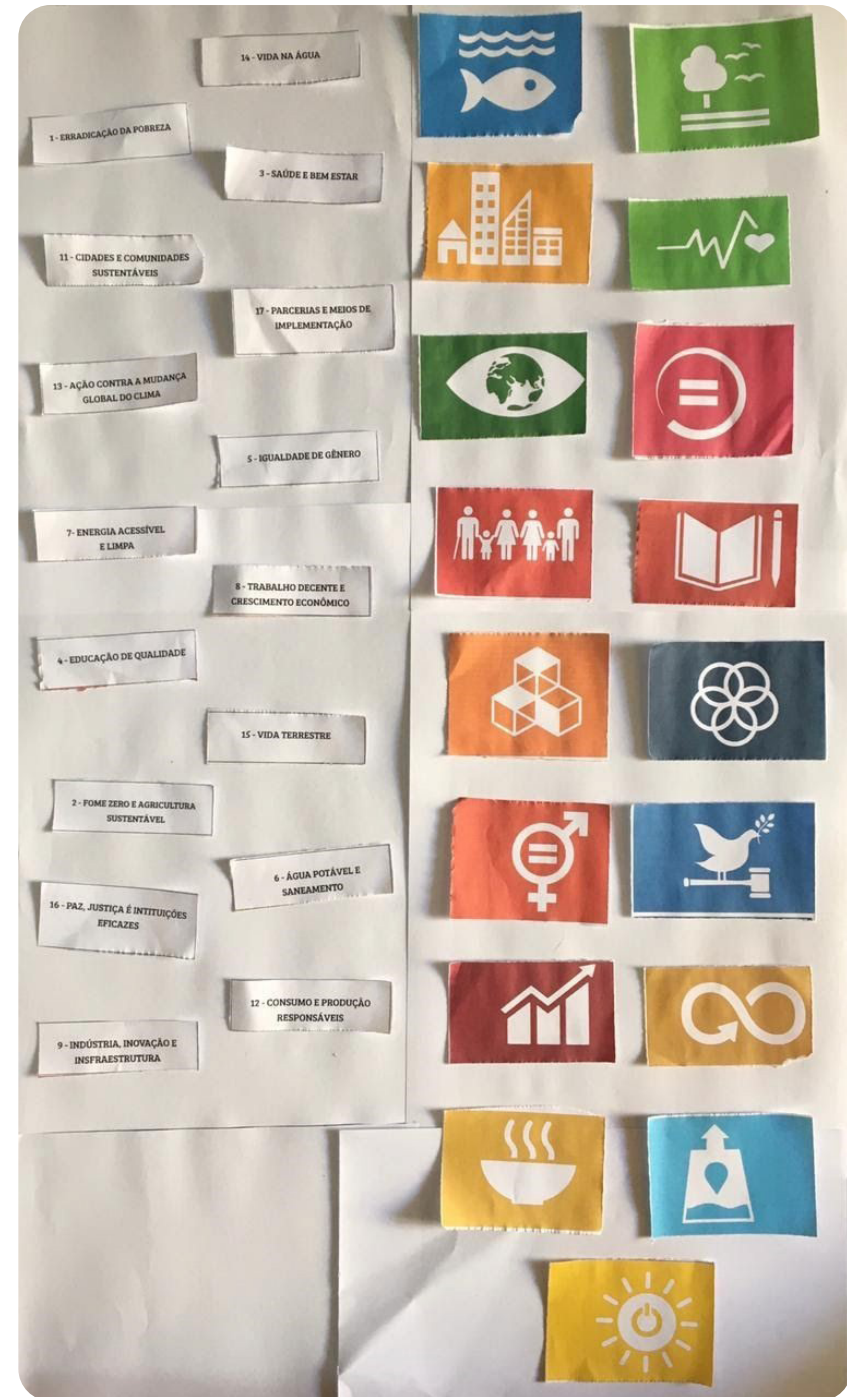 14 - VIDA NA ÁGUA
1 - ERRADICAÇÃO DA POBREZA
3 - SAÚDE E BEM ESTAR
11 - CIDADES E COMUNIDADES
SUSTENTÁVEIS
17 - PARCERIAS E MEIOS DE
IMPLEMENTAÇÃO
13 - AÇÃO CONTRA A MUDANÇA
GLOBAL DO CLIMA
5 - IGUALDADE DE GÊNERO
7 - ENERGIA ACESSÍVEL
E LIMPA
8 - TRABALHO DECENTE E
CRESCIMENTO ECONÔMICO
4 - EDUCAÇÃO DE QUALIDADE
15 - VIDA TERRESTRE
2 - FOME ZERO E AGRICULTURA
SUSTENTÁVEL
6 - ÁGUA POTÁVEL E
SANEAMENTO
16 - PAZ, JUSTIÇA É INTITUIÇÕES
EFICAZES
12 - CONSUMO E PRODUÇÃO
RESPONSÁVEIS
9 - INDÚSTRIA, INOVAÇÃO E
INSFRAESTRUTURA